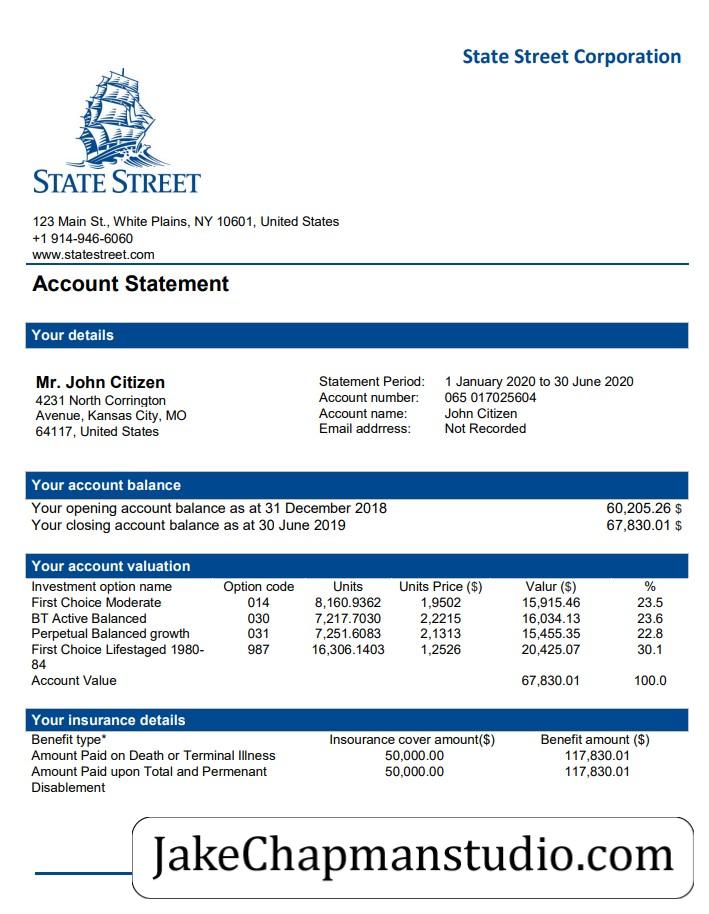 State Street Corporation
STATE STREET
123 Main St., White Plains, NY 10601, United States
+1 914-946-6060
www.statestreet.com
Account Statement
Your details
Mr. John Citizen
4231 North Corrington
Avenue, Kansas City, MO
64117, United States
Statement Period: 1 January 2020 to 30 June 2020
Account number: 065 017025604
Account name: John Citizen
Email addrress: Not Recorded
Your account balance
Your opening account balance as at 31 December 2018 60,205.26 $
Your closing account balance as at 30 June 2019 67,830.01 $
Your account valuation
Investment option name Option code Units Units Price ($) Valur ($) %
First Choice Moderate 014 8,160.9362 1,9502 15,915.46 23.5
BT Active Balanced 030 7,217.7030 2,2215 16,034.13 23.6
Perpetual Balanced growth 031 7,251.6083 2,1313 15,455.35 22.8
First Choice Lifestaged 1980- 987 16,306.1403 1,2526 20,425.07 30.1
84
Account Value 67,830.01 100.0
Your insurance details
Benefit type* Insourance cover amount($) Benefit amount ($)
Amount Paid on Death or Terminal Illness 50,000.00 117,830.01
Amount Paid upon Total and Permenant 50,000.00 117,830.01
Disablement
JakeChapmanstudio.com